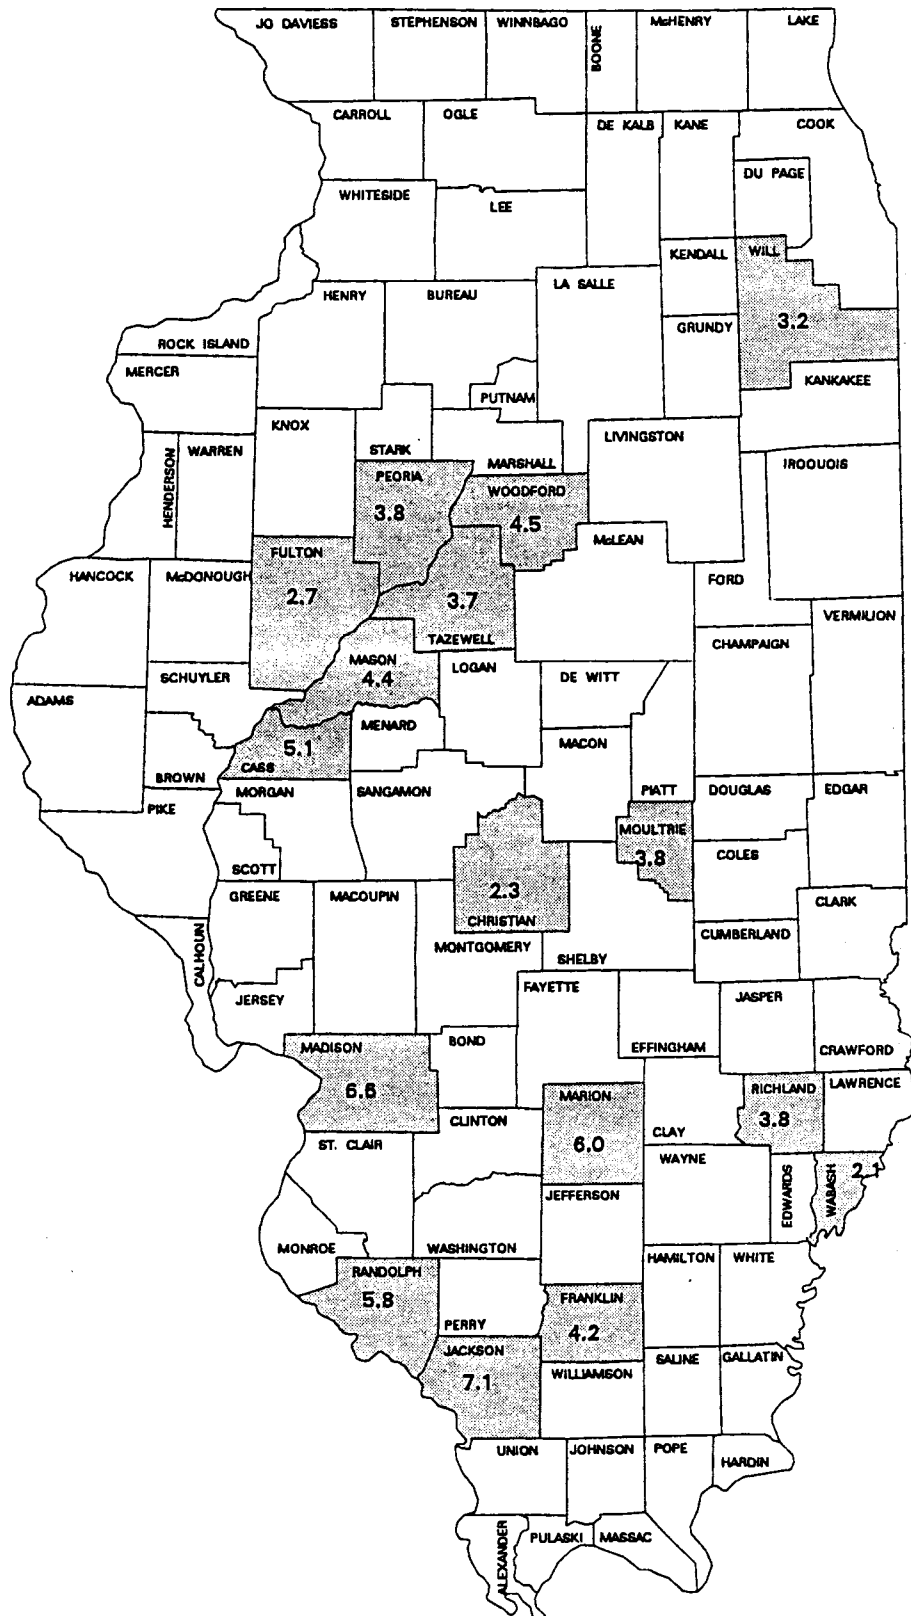 JO DAVIESS
STEPHENSON
WINNBAGO
BOONE
McHENRY
LAKE
CARROLL
OGLE
DE KALB
KANE
COOK
DU PAGE
WHITESIDE
LEE
KENDALL
WILL
3.2
HENRY
BUREAU
LA SALLE
GRUNDY
ROCK ISLAND
MERCER
PUTNAM
KANKAKEE
KNOX
STARK
LIVINGSTON
HENDERSON
WARREN
MARSHALL
IROQUOIS
PEORIA
3.8
WOODFORD
4.5
McLEAN
FULTON
2.7
HANCOCK
McDONOUGH
3.7
TAZEWELL
FORD
VERMILION
CHAMPAIGN
SCHUYLER
MASON
4.4
LOGAN
DE WITT
ADAMS
MENARD
MACON
5.1
CASS
BROWN
MORGAN
SANGAMON
PIATT
DOUGLAS
EDGAR
PIKE
MOULTRIE
3.8
COLES
SCOTT
GREENE
MACOUPIN
2.3
CHRISTIAN
CLARK
CALHOUN
MONTGOMERY
SHELBY
CUMBERLAND
JERSEY
FAYETTE
JASPER
MADISON
6.6
BOND
EFFINGHAM
CRAWFORD
MARION
6.0
RICHLAND
3.8
LAWRENCE
CLINTON
CLAY
ST. CLAIR
WAYNE
EDWARDS
WABASH
2.1
JEFFERSON
MONROE
WASHINGTON
HAMILTON
WHITE
RANDOLPH
5.8
FRANKLIN
4.2
PERRY
JACKSON
7.1
WILLIAMSON
SALINE
GALLATIN
UNION
JOHNSON
POPE
HARDIN
ALEXANDER
PULASKI
MASSAC